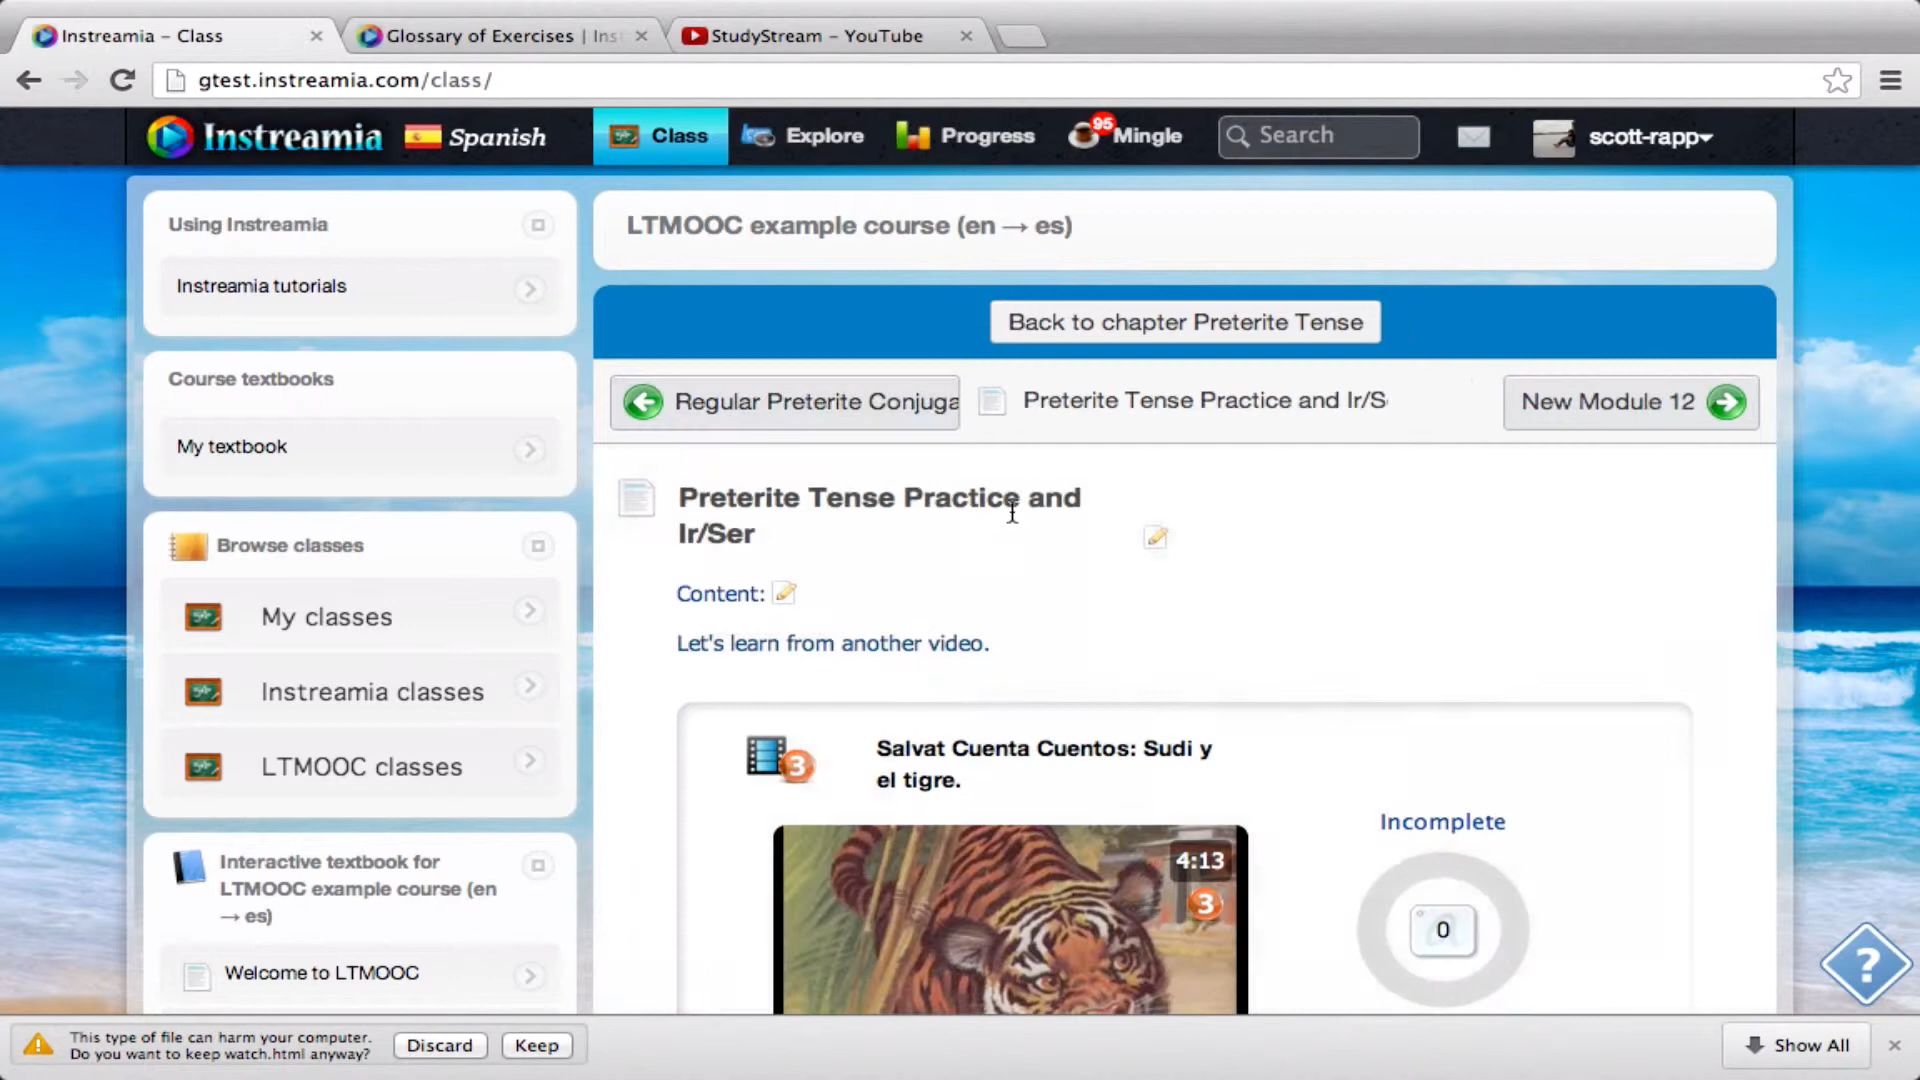 Instreamia – Class
Glossary of Exercises | Ins
StudyStream – YouTube
gtest.instreamia.com/class/
Instreamia
Spanish
Class
Explore
Progress
95
Mingle
Search
scott-rapp
Using Instreamia
Instreamia tutorials
Course textbooks
My textbook
Browse classes
My classes
Instreamia classes
LTMOOC classes
Interactive textbook for
LTMOOC example course (en
→ es)
Welcome to LTMOOC
LTMOOC example course (en → es)
Back to chapter Preterite Tense
Regular Preterite Conjuga
Preterite Tense Practice and Ir/S
New Module 12
Preterite Tense Practice and
Ir/Ser
Content:
Let's learn from another video.
3
Salvat Cuenta Cuentos: Sudi y
el tigre.
4:13
3
Incomplete
0
?
This type of file can harm your computer.
Do you want to keep watch.html anyway?
Discard
Keep
Show All